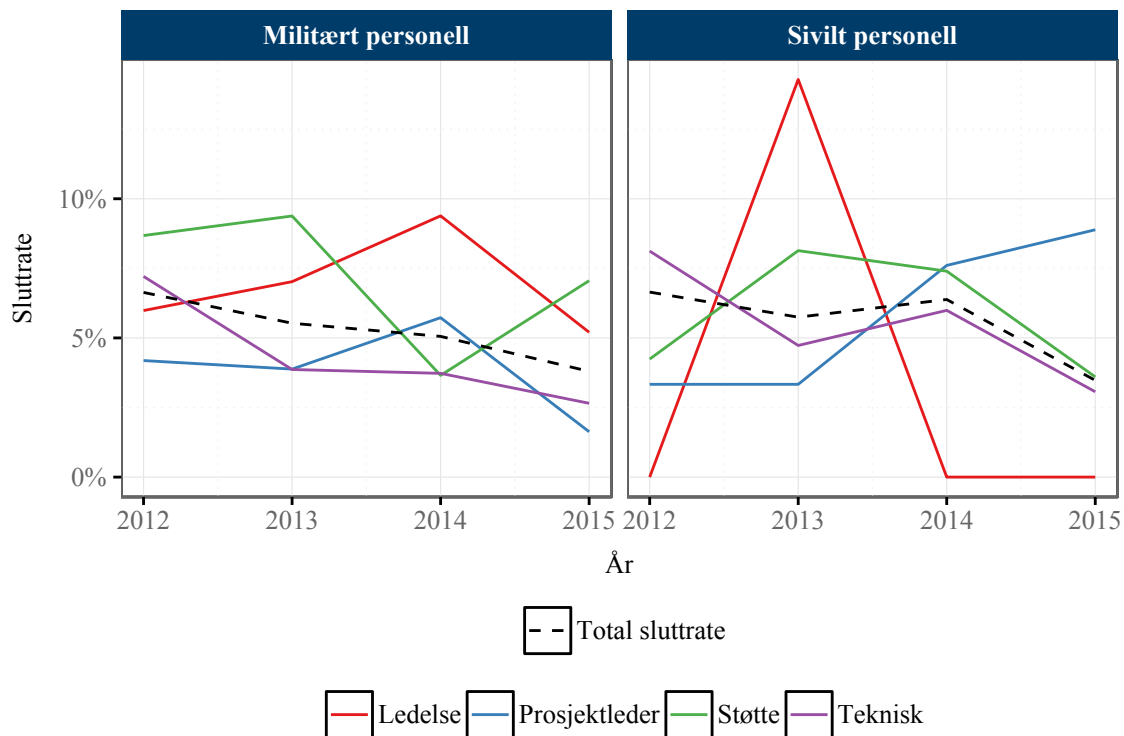 Militært personell
Sivilt personell
Sluttrate
10%
5%
0%
2012 2013 2014 2015
2012 2013 2014 2015
År
Total sluttrate
Ledelse Prosjektleder Støtte Teknisk